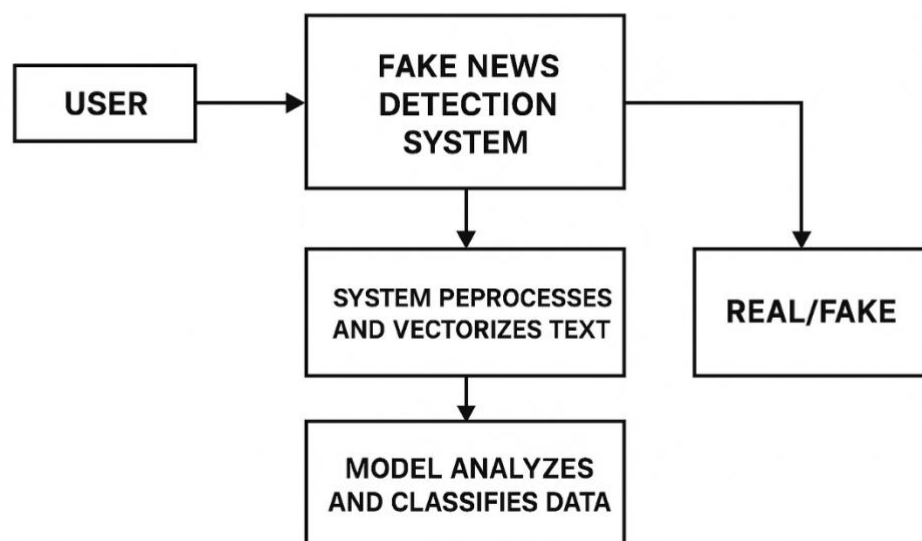 USER
FAKE NEWS
DETECTION
SYSTEM
SYSTEM PEPROCESSES
AND VECTORIZES TEXT
REAL/FAKE
MODEL ANALYZES
AND CLASSIFIES DATA